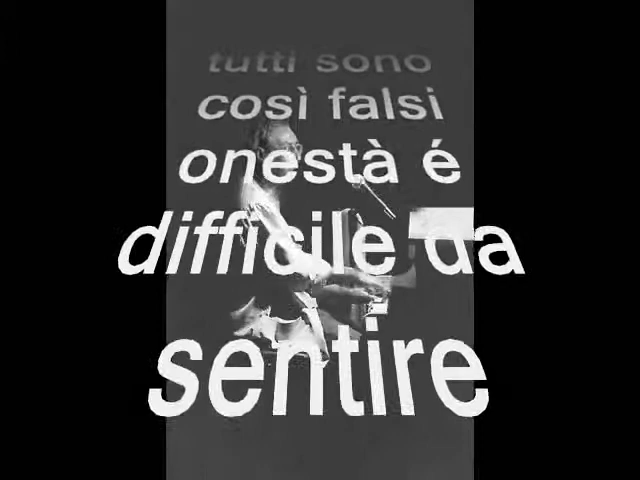 tutti sono
così falsi
onestà é
difficile da
sentire